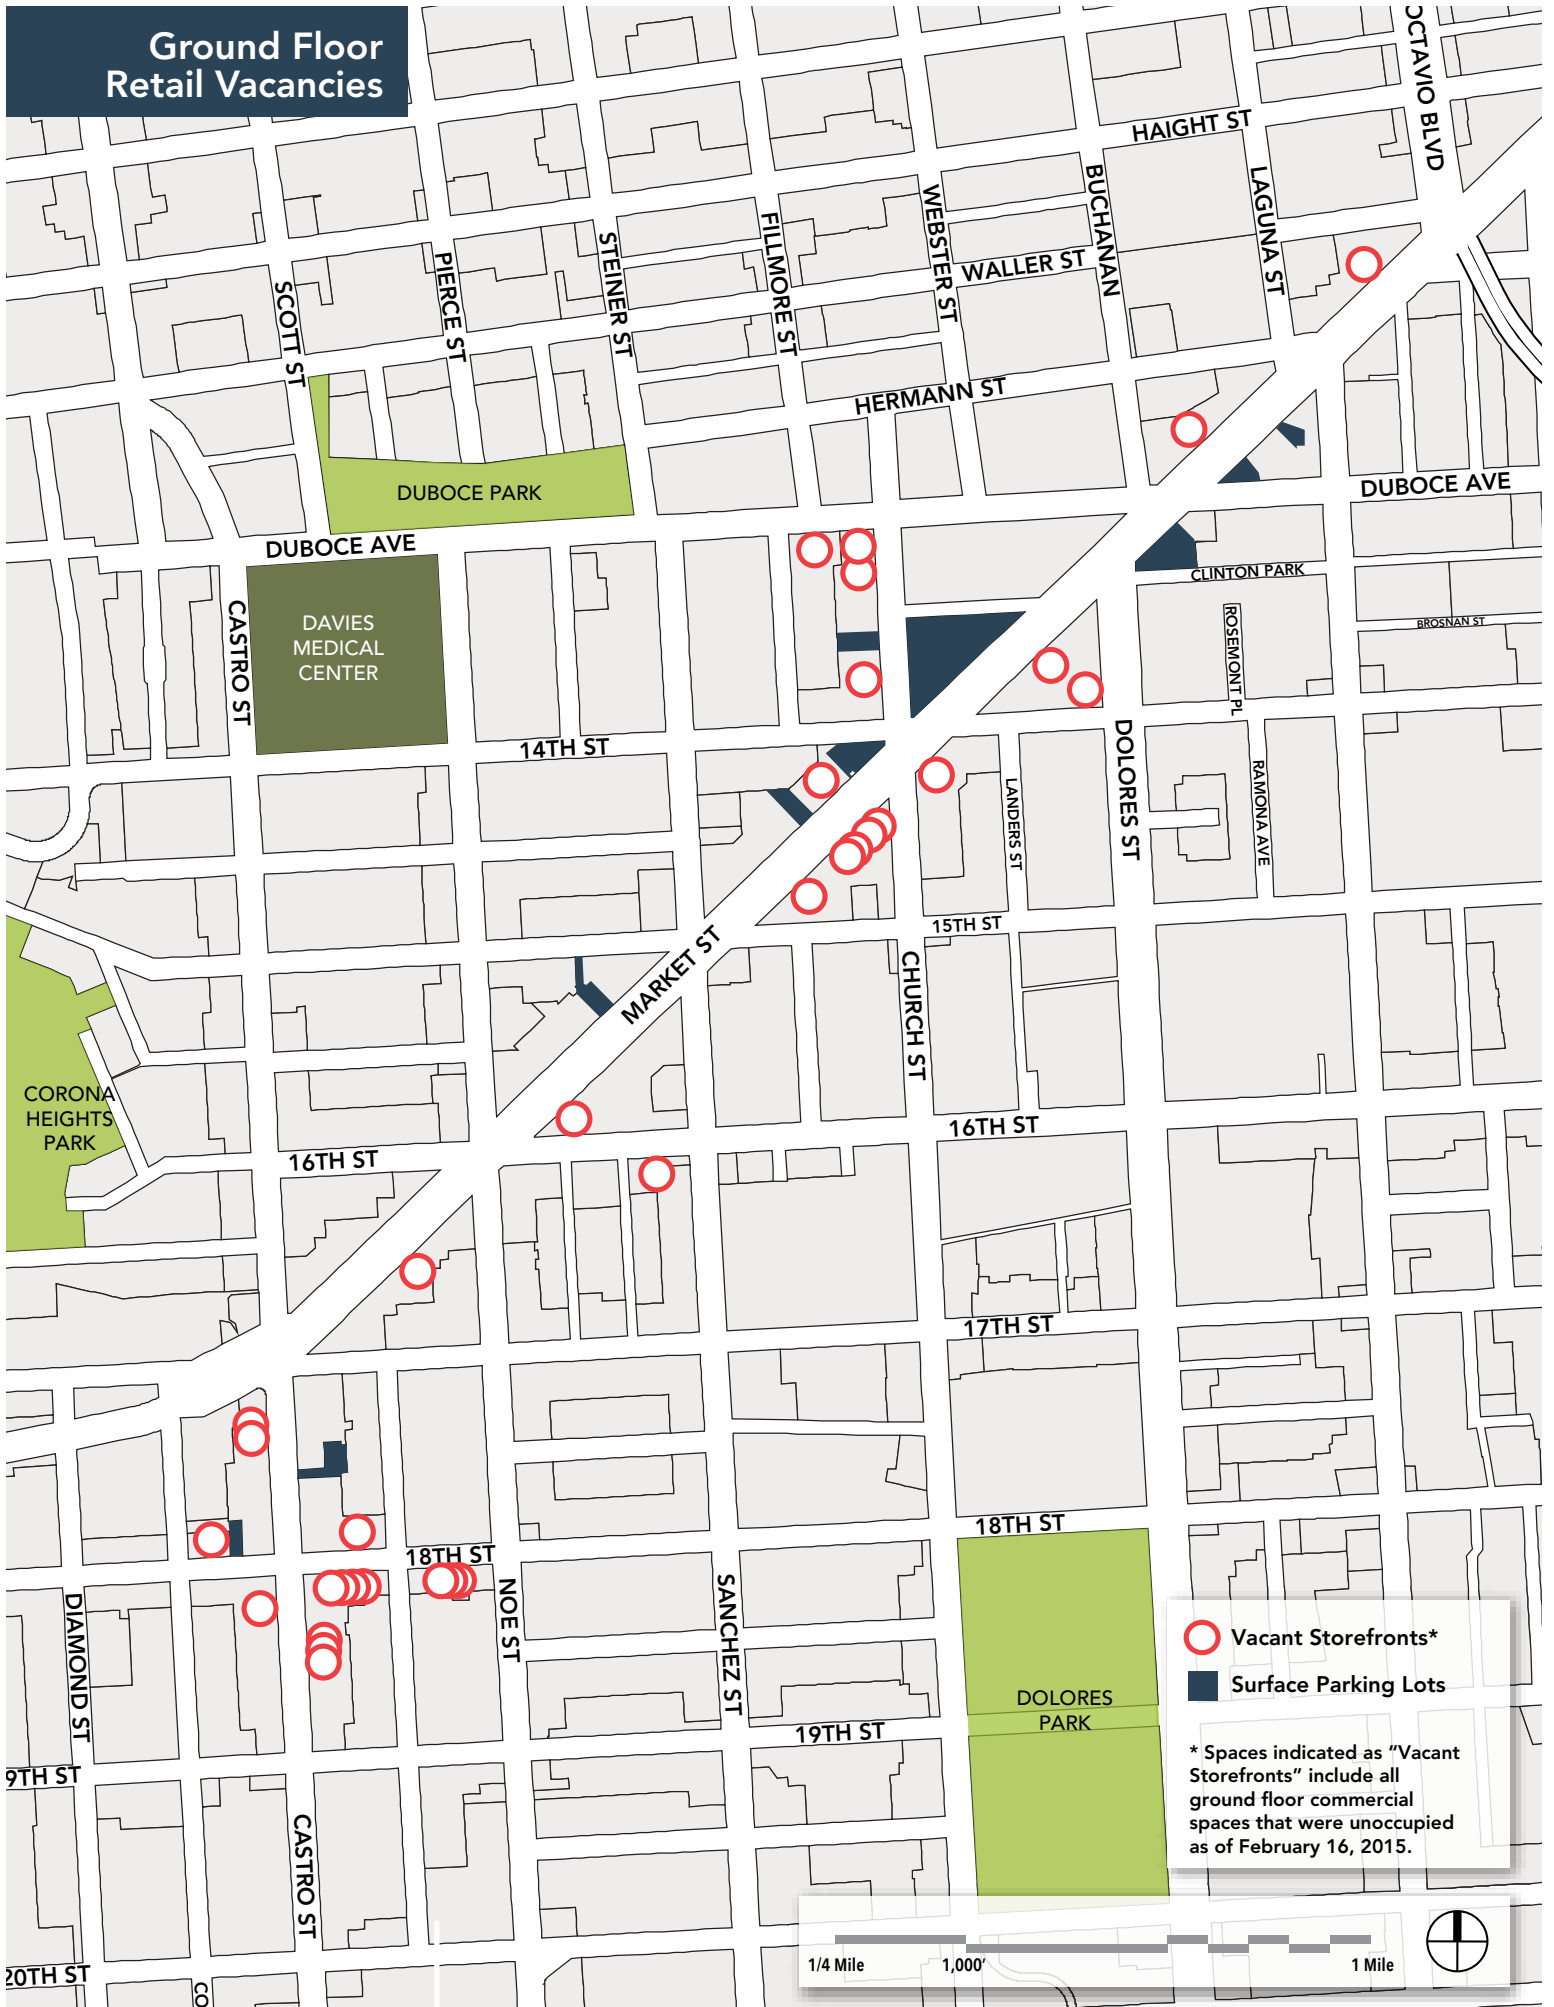 Ground Floor
Retail Vacancies
OCTAVIO BLVD
HAIGHT ST
BUCHANAN
LAGUNA ST
WEBSTER ST
FILLMORE ST
STEINER ST
PIERCE ST
SCOTT ST
WALLER ST
HERMANN ST
DUBOCE PARK
DUBOCE AVE
DUBOCE AVE
CLINTON PARK
BROSNAN ST
ROSEMONT PL
DAVIES
MEDICAL
CENTER
CASTRO ST
14TH ST
DOLORES ST
LANDERS ST
RAMONA AVE
15TH ST
MARKET ST
CHURCH ST
CORONA
HEIGHTS
PARK
16TH ST
16TH ST
17TH ST
18TH ST
18TH ST
NOE ST
SANCHEZ ST
DIAMOND ST
DOLORES
PARK
19TH ST
9TH ST
CASTRO ST
20TH ST
CO
Vacant Storefronts*
Surface Parking Lots
* Spaces indicated as “Vacant
Storefronts” include all
ground floor commercial
spaces that were unoccupied
as of February 16, 2015.
1/4 Mile 1,000’ 1 Mile